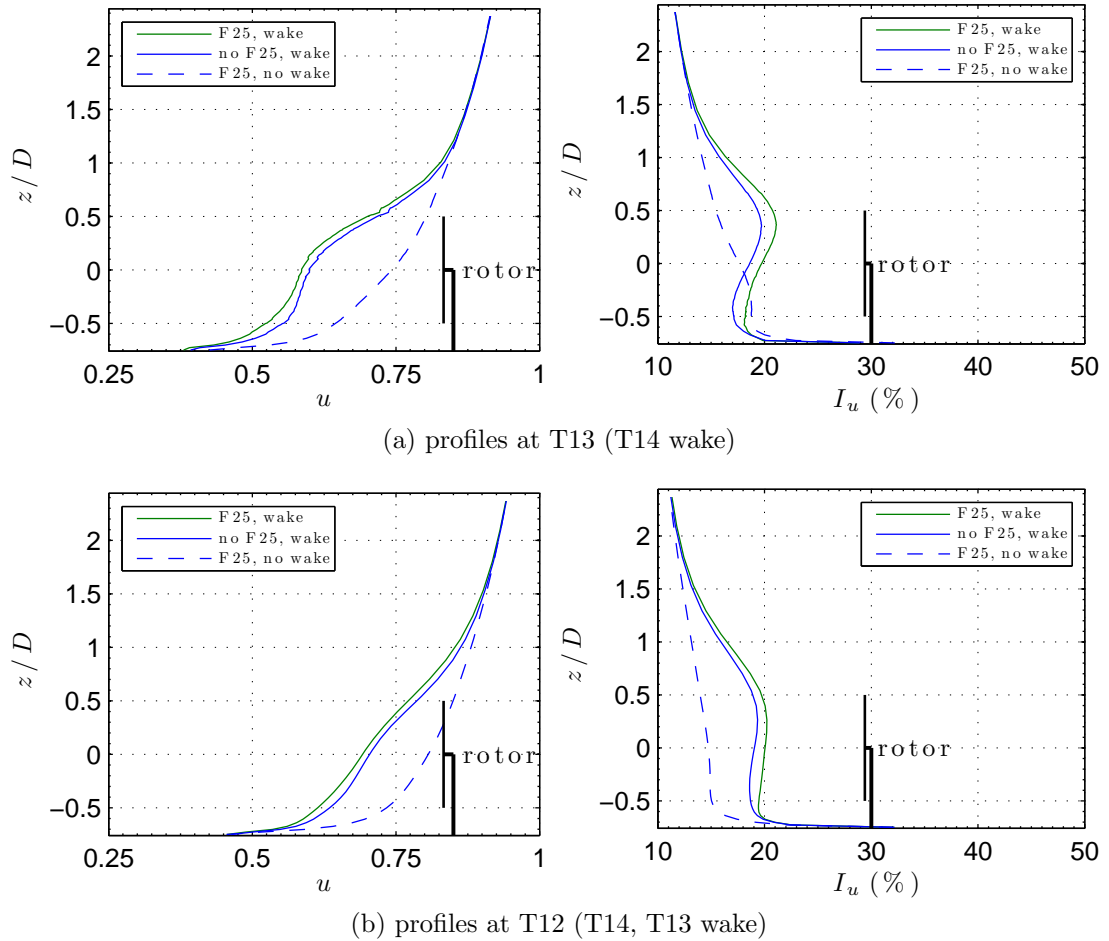 F25, wake
no F25, wake
F25, no wake
2
1.5
1
0.5
0
−0.5
z / D
rotor
0.25
0.5
0.75
1
u
F25, wake
no F25, wake
F25, no wake
2
1.5
1
0.5
0
−0.5
z / D
rotor
10
20
30
40
50
I_u (%)
(a) profiles at T13 (T14 wake)
F25, wake
no F25, wake
F25, no wake
2
1.5
1
0.5
0
−0.5
z / D
rotor
0.25
0.5
0.75
1
u
F25, wake
no F25, wake
F25, no wake
2
1.5
1
0.5
0
−0.5
z / D
rotor
10
20
30
40
50
I_u (%)
(b) profiles at T12 (T14, T13 wake)